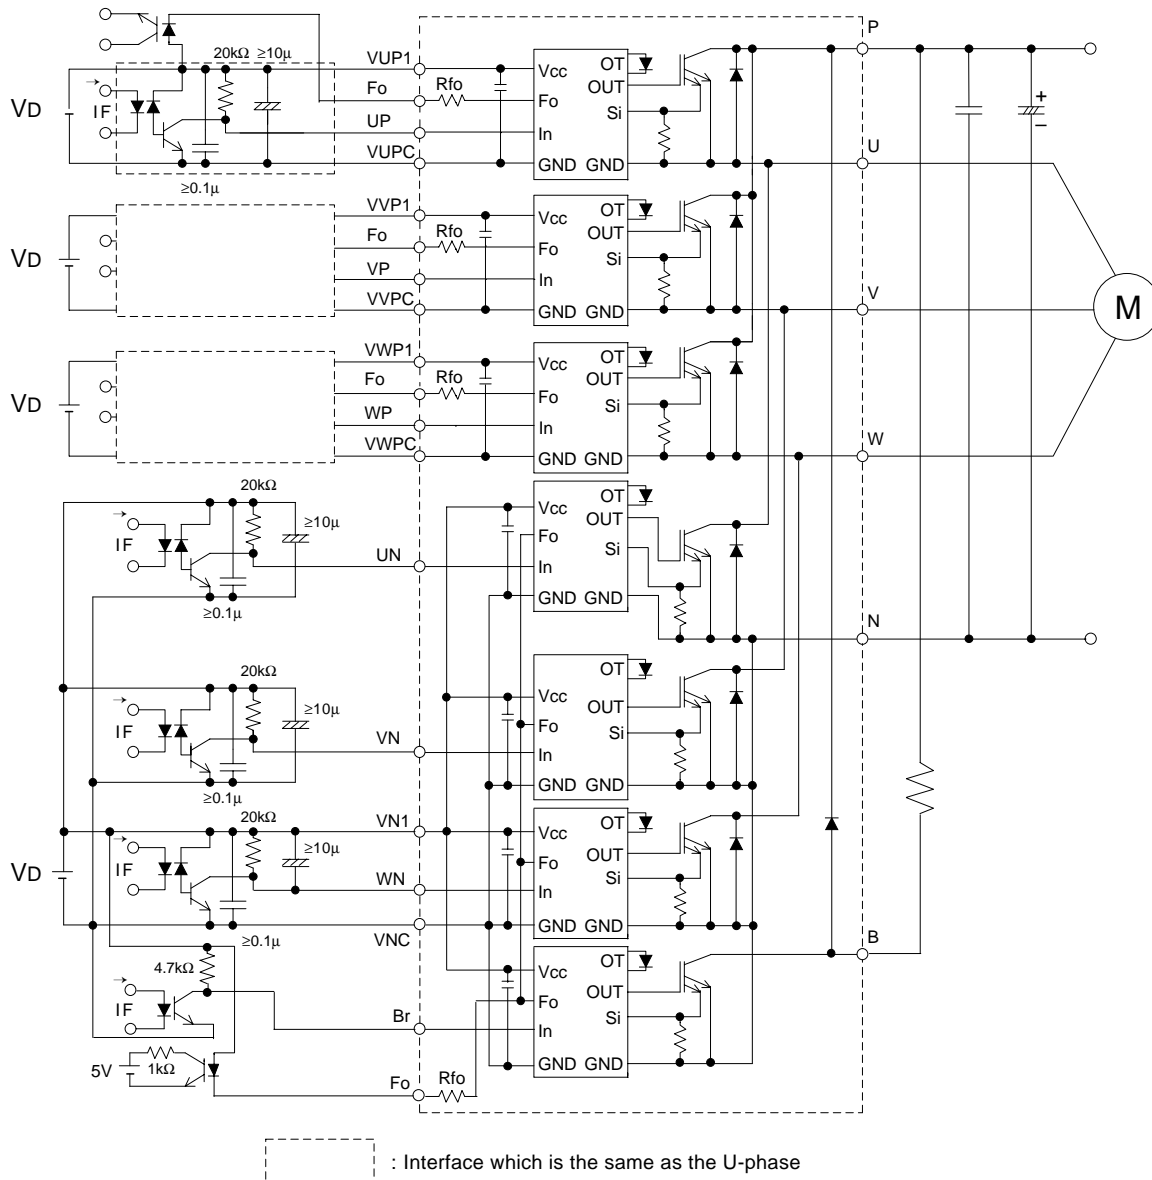 P
20kΩ ≥10μ
VUP1
Vcc
OT
Fo
Rfo
Fo
OUT
VD
IF
Si
UP
In
U
VUPC
GND GND
≥0.1μ
VVP1
Vcc
OT
Fo
Rfo
Fo
OUT
VD
VP
In
Si
V
VVPC
GND GND
M
VWP1
Vcc
OT
Fo
Rfo
Fo
OUT
VD
WP
In
Si
W
VWPC
GND GND
20kΩ
OT
Vcc
OUT
≥10μ
IF
Fo
Si
UN
In
GND GND
≥0.1μ
N
20kΩ
OT
Vcc
≥10μ
OUT
IF
Fo
Si
VN
In
GND GND
≥0.1μ
20kΩ
VN1
Vcc
OT
≥10μ
IF
Fo
OUT
VD
WN
In
Si
GND GND
VNC
≥0.1μ
B
4.7kΩ
Vcc
OT
IF
Fo
OUT
Br
In
Si
5V
1kΩ
GND GND
Fo
Rfo
: Interface which is the same as the U-phase